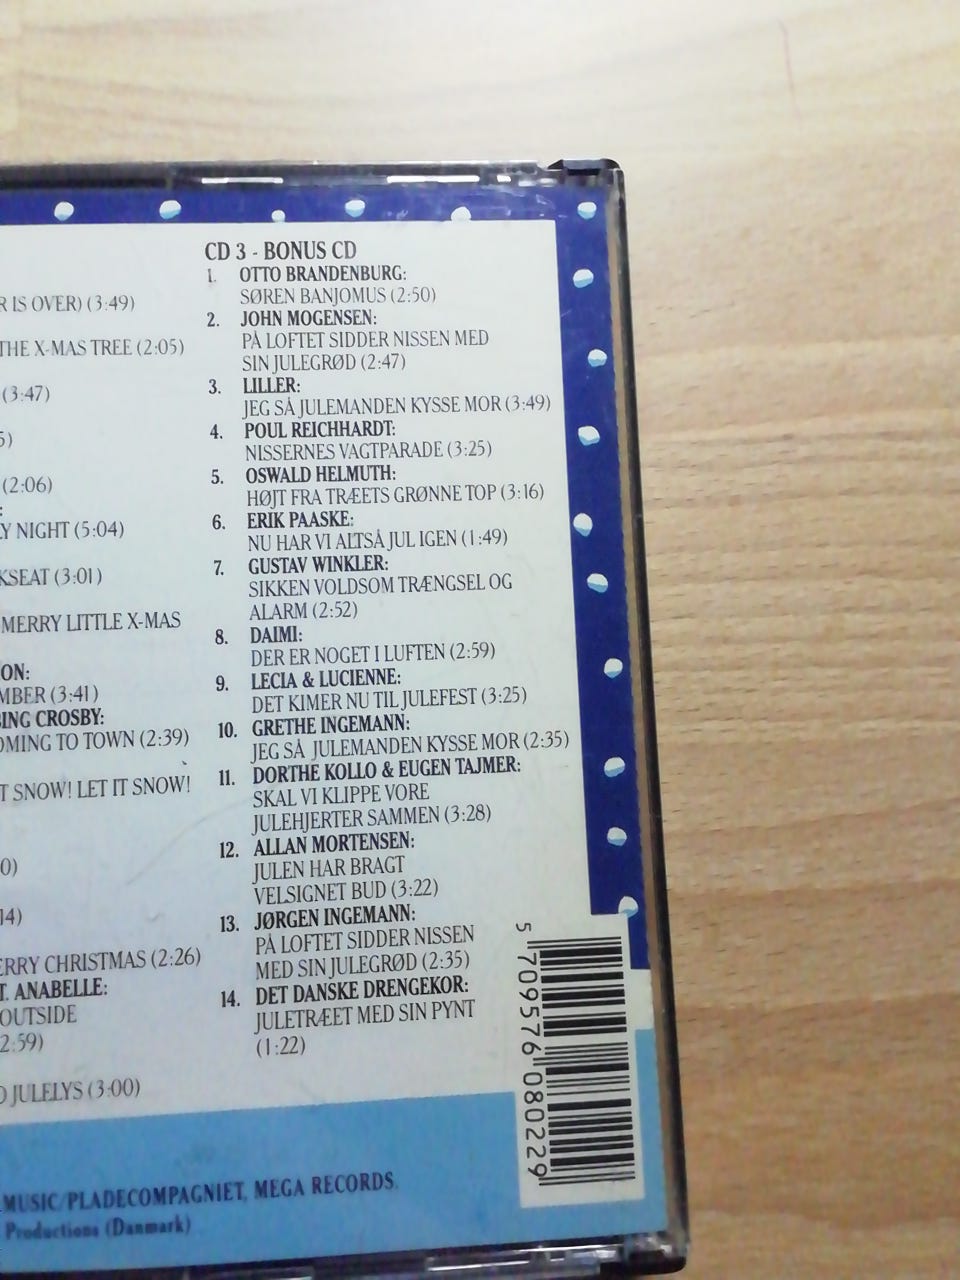 R IS OVER) (3:49)
THE X-MAS TREE (2:05)
(3:47)
5)
(2:06)
:
Y NIGHT (5:04)
KSEAT (3:01)
MERRY LITTLE X-MAS
ON:
MBER (3:41)
BING CROSBY:
OMING TO TOWN (2:39)
T SNOW! LET IT SNOW!
0)
14)
ERRY CHRISTMAS (2:26)
T. ANABELLE:
OUTSIDE
2:59)
D JULELYS (3:00)
CD 3 - BONUS CD
1. OTTO BRANDENBURG:
SØREN BANJOMUS (2:50)
2. JOHN MOGENSEN:
PÅ LOFTET SIDDER NISSEN MED
SIN JULEGRØD (2:47)
3. LILLER:
JEG SÅ JULEMANDEN KYSSE MOR (3:49)
4. POUL REICHHARDT:
NISSERNES VAGTPARADE (3:25)
5. OSWALD HELMUTH:
HØJT FRA TRÆETS GRØNNE TOP (3:16)
6. ERIK PAASKE:
NU HAR VI ALTSÅ JUL IGEN (1:49)
7. GUSTAV WINKLER:
SIKKEN VOLDSOM TRÆNGSEL OG
ALARM (2:52)
8. DAIMI:
DER ER NOGET I LUFTEN (2:59)
9. LECIA & LUCIENNE:
DET KIMER NU TIL JULEFEST (3:25)
10. GRETHE INGEMANN:
JEG SÅ JULEMANDEN KYSSE MOR (2:35)
11. DORTHE KOLLO & EUGEN TAJMER:
SKAL VI KLIPPE VORE
JULEHJERTER SAMMEN (3:28)
12. ALLAN MORTENSEN:
JULEN HAR BRAGT
VELSIGNET BUD (3:22)
13. JØRGEN INGEMANN:
PÅ LOFTET SIDDER NISSEN
MED SIN JULEGRØD (2:35)
14. DET DANSKE DRENGEKOR:
JULETRÆET MED SIN PYNT
(1:22)
5 709576 080229
MUSIC/PLADECOMPAGNIET, MEGA RECORDS.
Productions (Danmark)